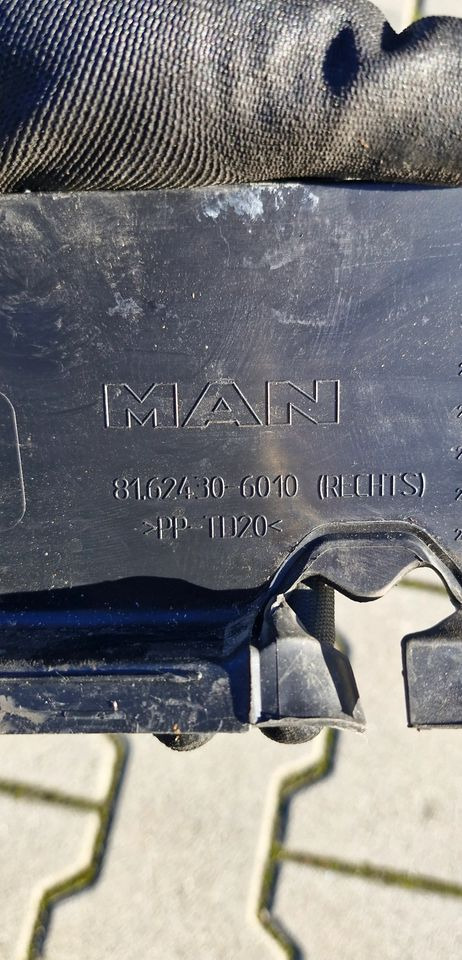 MAN
81.62430-6010 (RECHTS)
>PP-TD20<